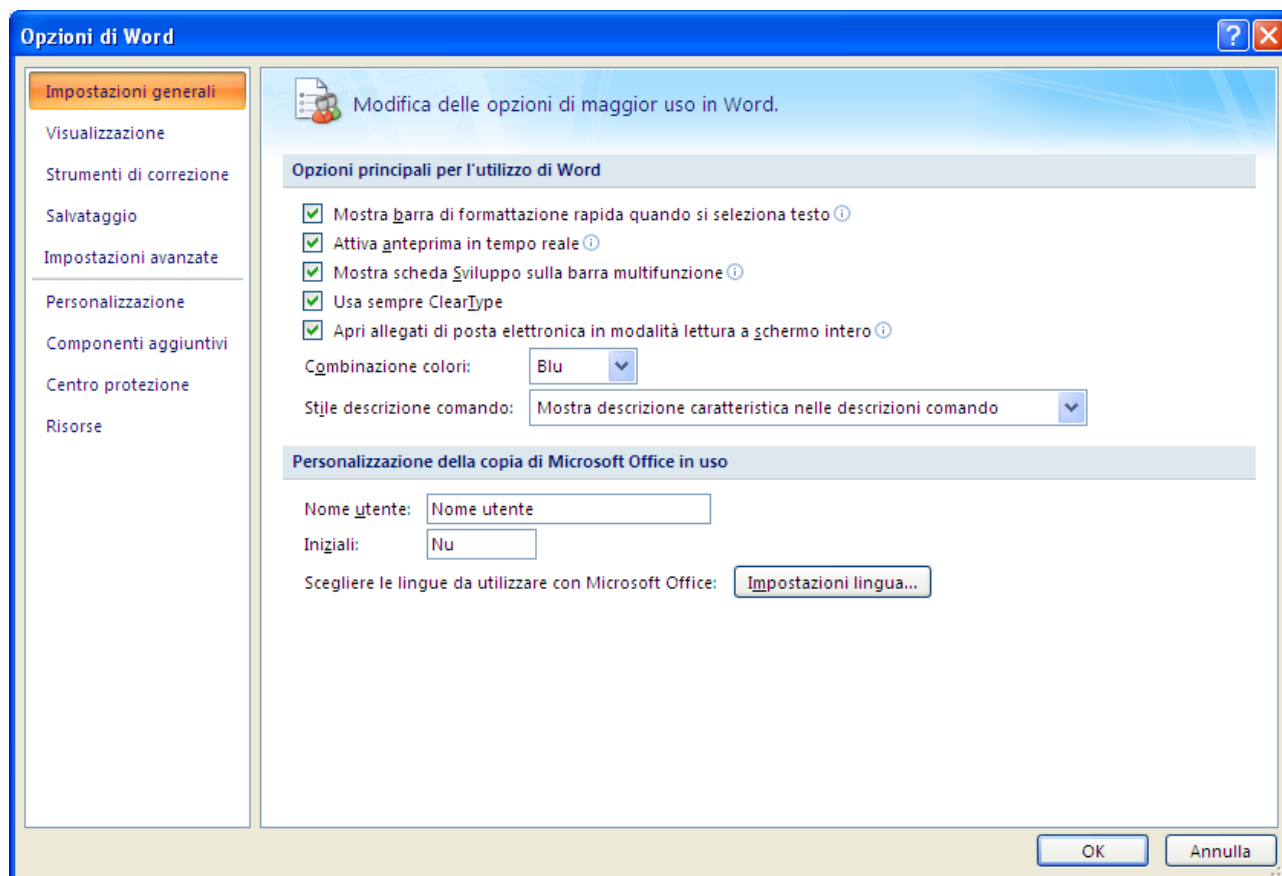 Opzioni di Word
Impostazioni generali
Visualizzazione
Strumenti di correzione
Salvataggio
Impostazioni avanzate
Personalizzazione
Componenti aggiuntivi
Centro protezione
Risorse
Modifica delle opzioni di maggior uso in Word.
Opzioni principali per l'utilizzo di Word
Mostra barra di formattazione rapida quando si seleziona testo
Attiva anteprima in tempo reale
Mostra scheda Sviluppo sulla barra multifunzione
Usa sempre ClearType
Apri allegati di posta elettronica in modalità lettura a schermo intero
Combinazione colori: Blu
Stile descrizione comando: Mostra descrizione caratteristica nelle descrizioni comando
Personalizzazione della copia di Microsoft Office in uso
Nome utente: Nome utente
Iniziali: Nu
Scegliere le lingue da utilizzare con Microsoft Office: Impostazioni lingua...
OK Annulla